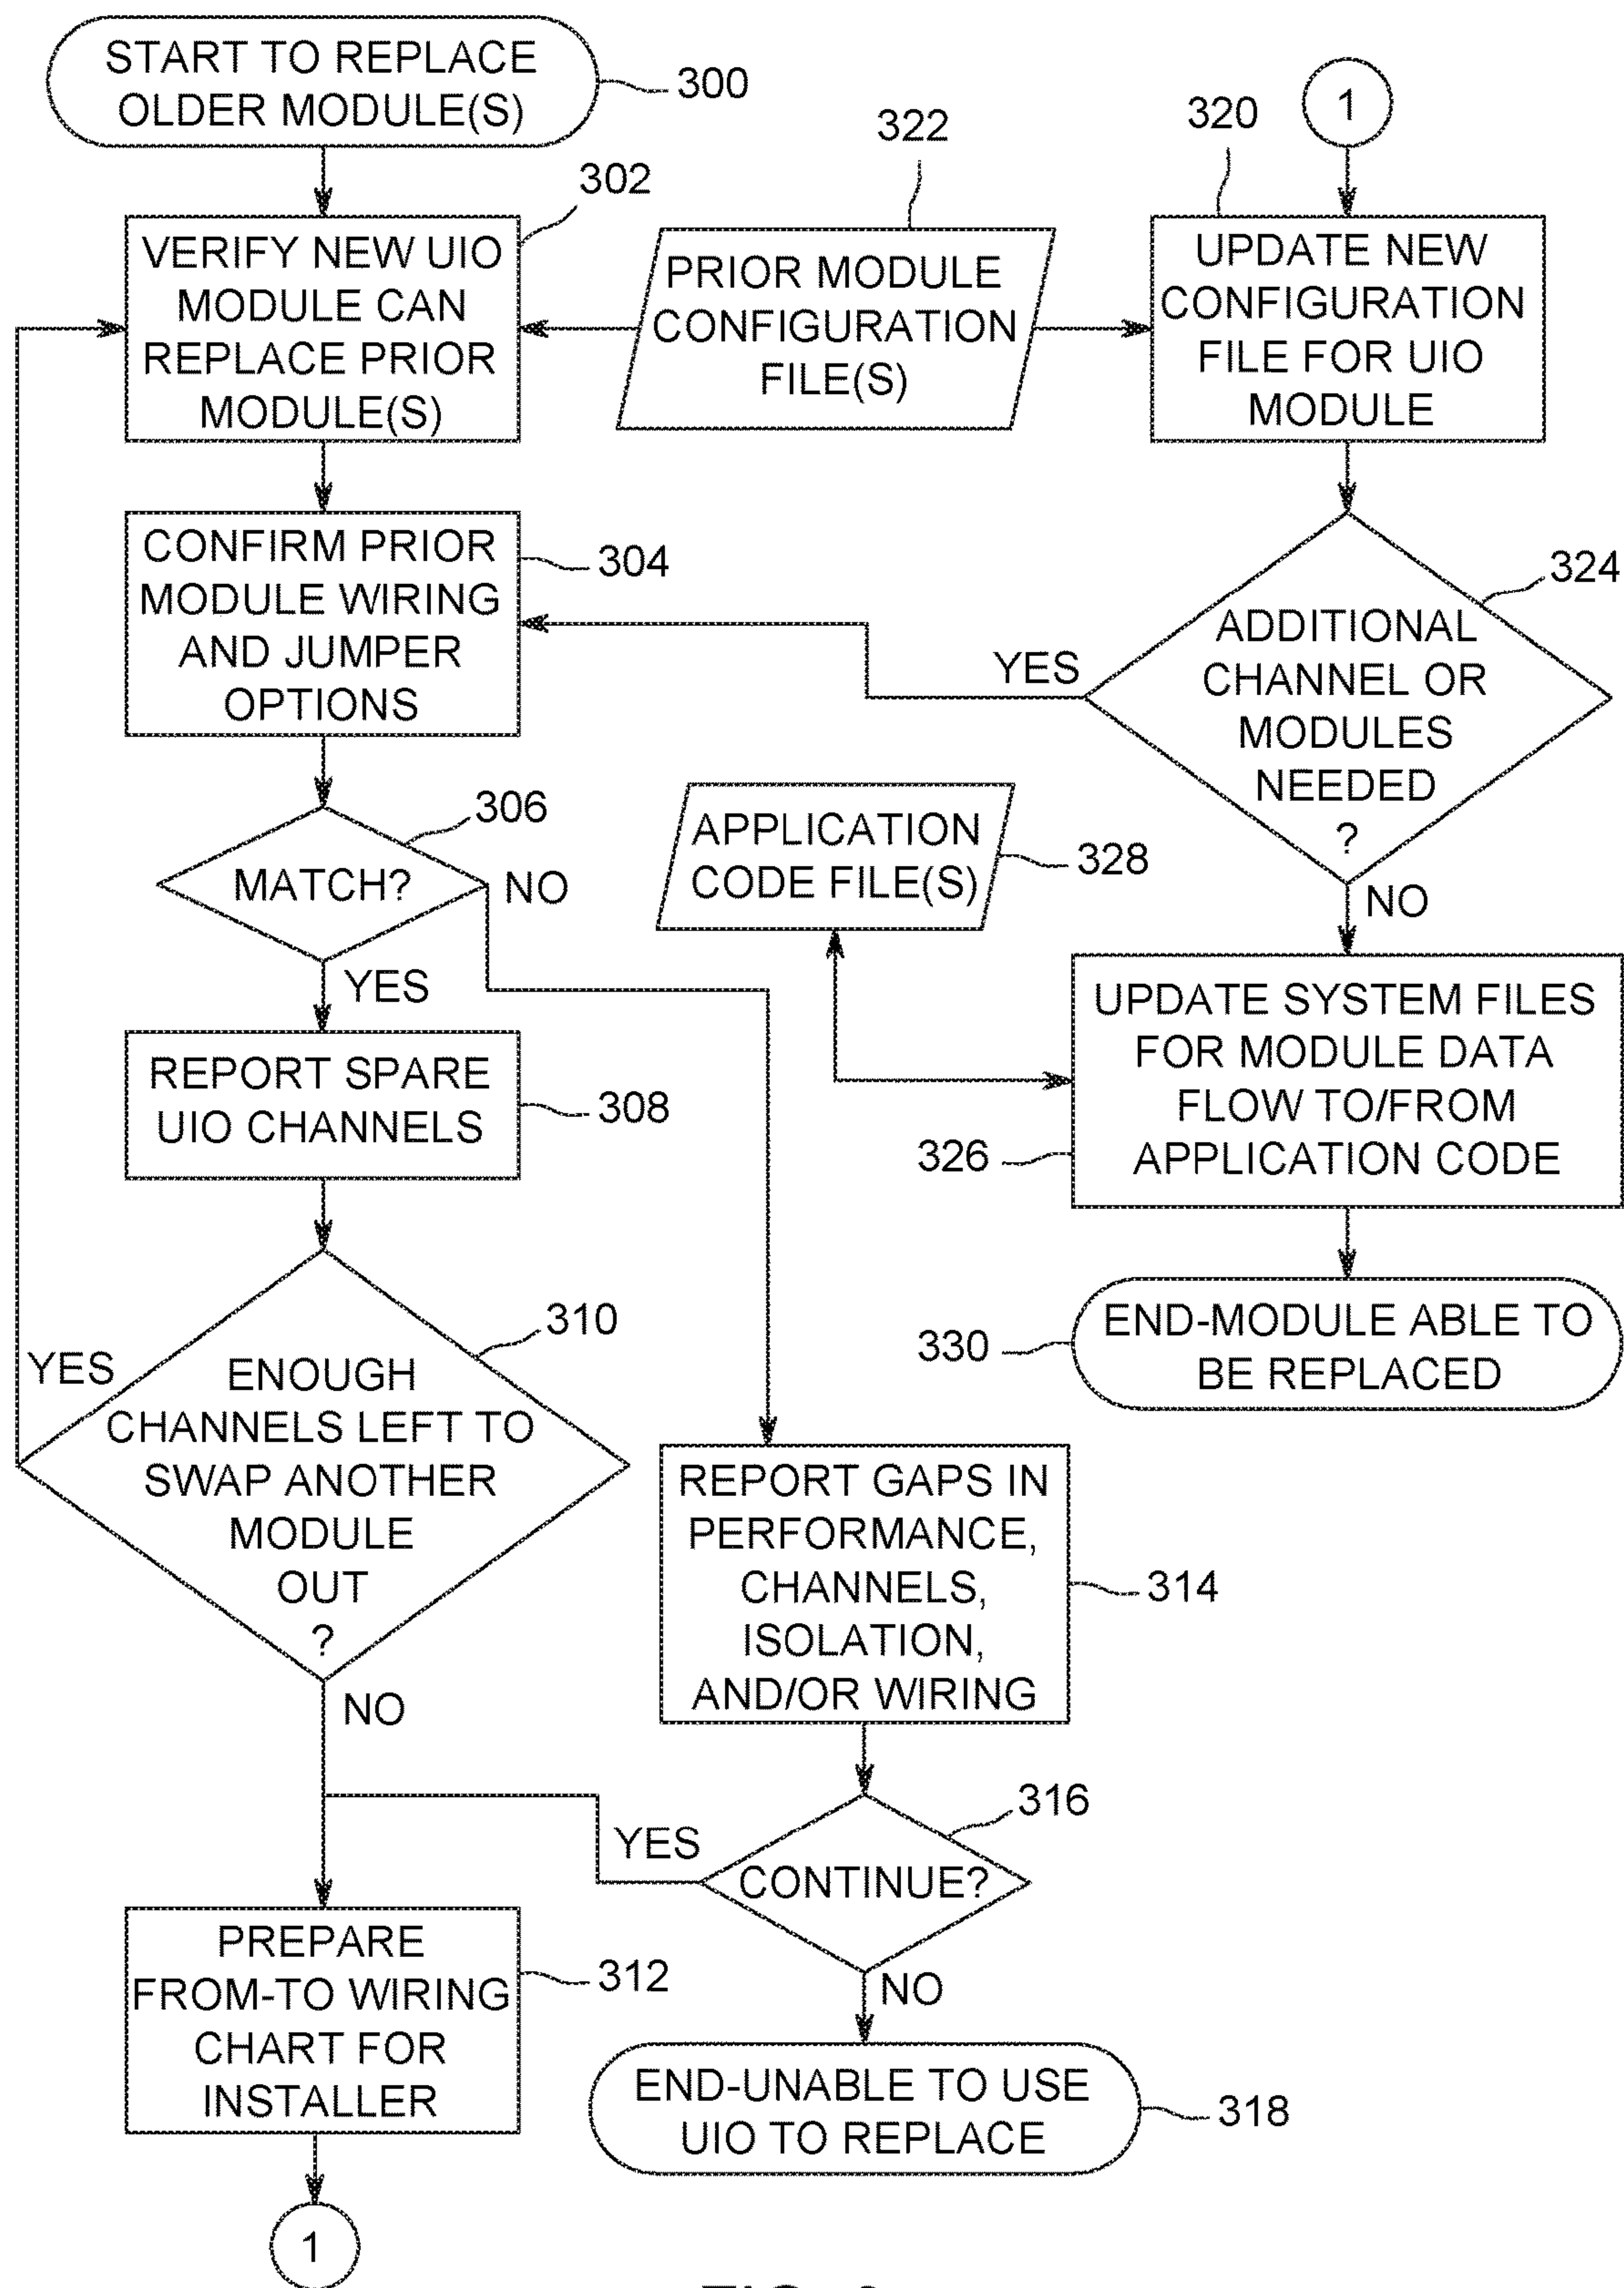 START TO REPLACE
OLDER MODULE(S)
300
302
VERIFY NEW UIO
MODULE CAN
REPLACE PRIOR
MODULE(S)
322
PRIOR MODULE
CONFIGURATION
FILE(S)
320
1
UPDATE NEW
CONFIGURATION
FILE FOR UIO
MODULE
CONFIRM PRIOR
MODULE WIRING
AND JUMPER
OPTIONS
304
324
ADDITIONAL
CHANNEL OR
MODULES
NEEDED
?
YES
NO
306
MATCH?
NO
YES
APPLICATION
CODE FILE(S)
328
UPDATE SYSTEM FILES
FOR MODULE DATA
FLOW TO/FROM
APPLICATION CODE
326
REPORT SPARE
UIO CHANNELS
308
END-MODULE ABLE TO
BE REPLACED
330
310
YES
ENOUGH
CHANNELS LEFT TO
SWAP ANOTHER
MODULE
OUT
?
NO
REPORT GAPS IN
PERFORMANCE,
CHANNELS,
ISOLATION,
AND/OR WIRING
314
316
YES
CONTINUE?
NO
PREPARE
FROM-TO WIRING
CHART FOR
INSTALLER
312
END-UNABLE TO USE
UIO TO REPLACE
318
1